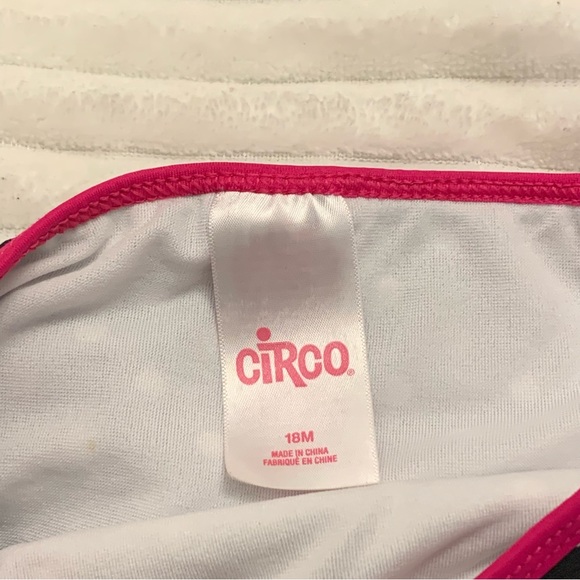 CiRCO®
18M
MADE IN CHINA
FABRIQUÉ EN CHINE